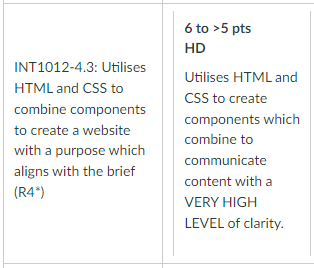 INT1012-4.3: Utilises
HTML and CSS to
combine components
to create a website
with a purpose which
aligns with the brief
(R4*)
6 to >5 pts
HD
Utilises HTML and
CSS to create
components which
combine to
communicate
content with a
VERY HIGH
LEVEL of clarity.